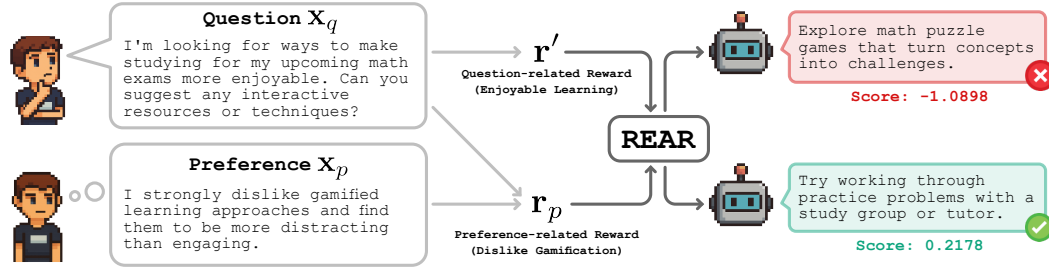 Question x_q
I'm looking for ways to make
studying for my upcoming math
exams more enjoyable. Can you
suggest any interactive
resources or techniques?
Preference x_p
I strongly dislike gamified
learning approaches and find
them to be more distracting
than engaging.
r′
Question-related Reward
(Enjoyable Learning)
REAR
r_p
Preference-related Reward
(Dislike Gamification)
Explore math puzzle
games that turn concepts
into challenges.
Score: -1.0898
Try working through
practice problems with a
study group or tutor.
Score: 0.2178